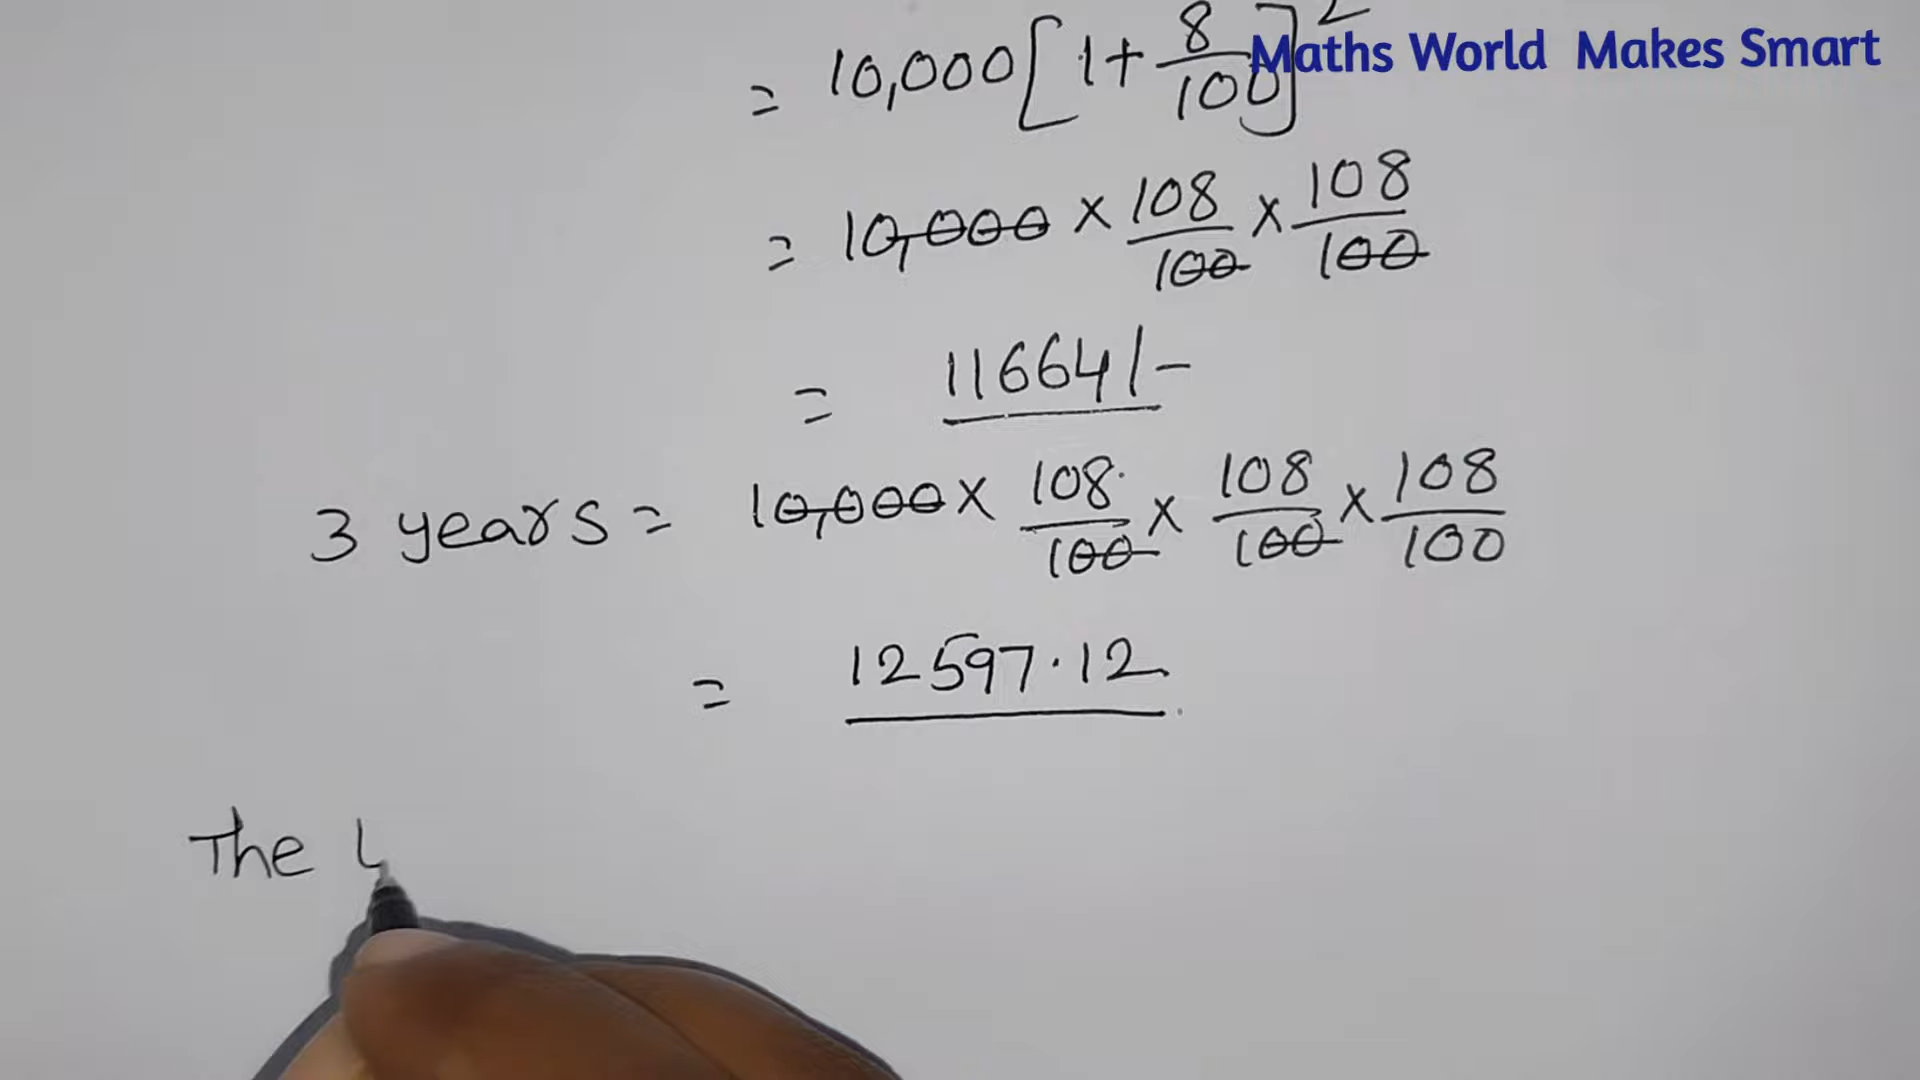 = 10,000[1+8/100]²
Maths World Makes Smart
= 10,000 × 108/100 × 108/100
= 11664/-
3 years = 10,000 × 108/100 × 108/100 × 108/100
= 12597.12
The